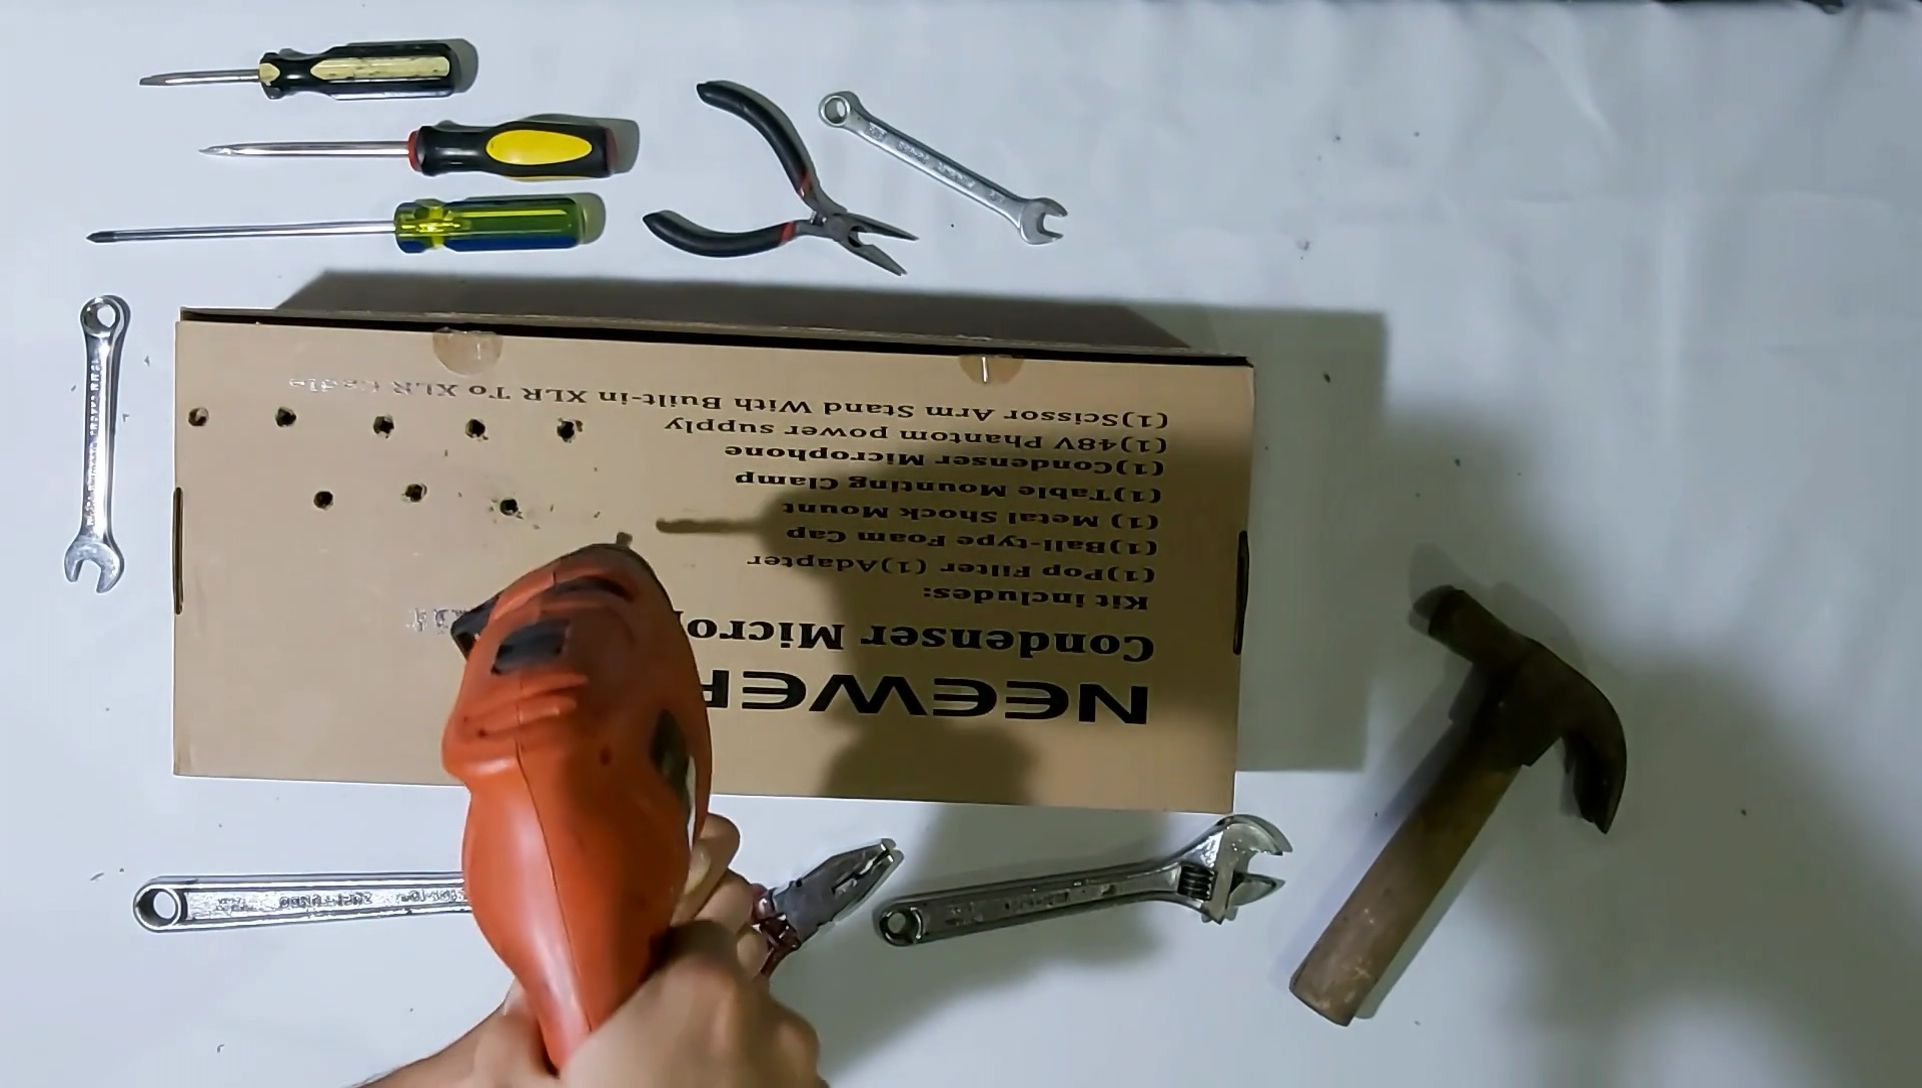 NEEWER
Condenser Micro
Kit includes:
(1)Pop Filter (1)Adapter
(1)Ball-type Foam Cap
(1) Metal Shock Mount
(1)Table Mounting Clamp
(1)Condenser Microphone
(1)48V Phantom power supply
(1)Scissor Arm Stand With Built-in XLR To XLR Cable